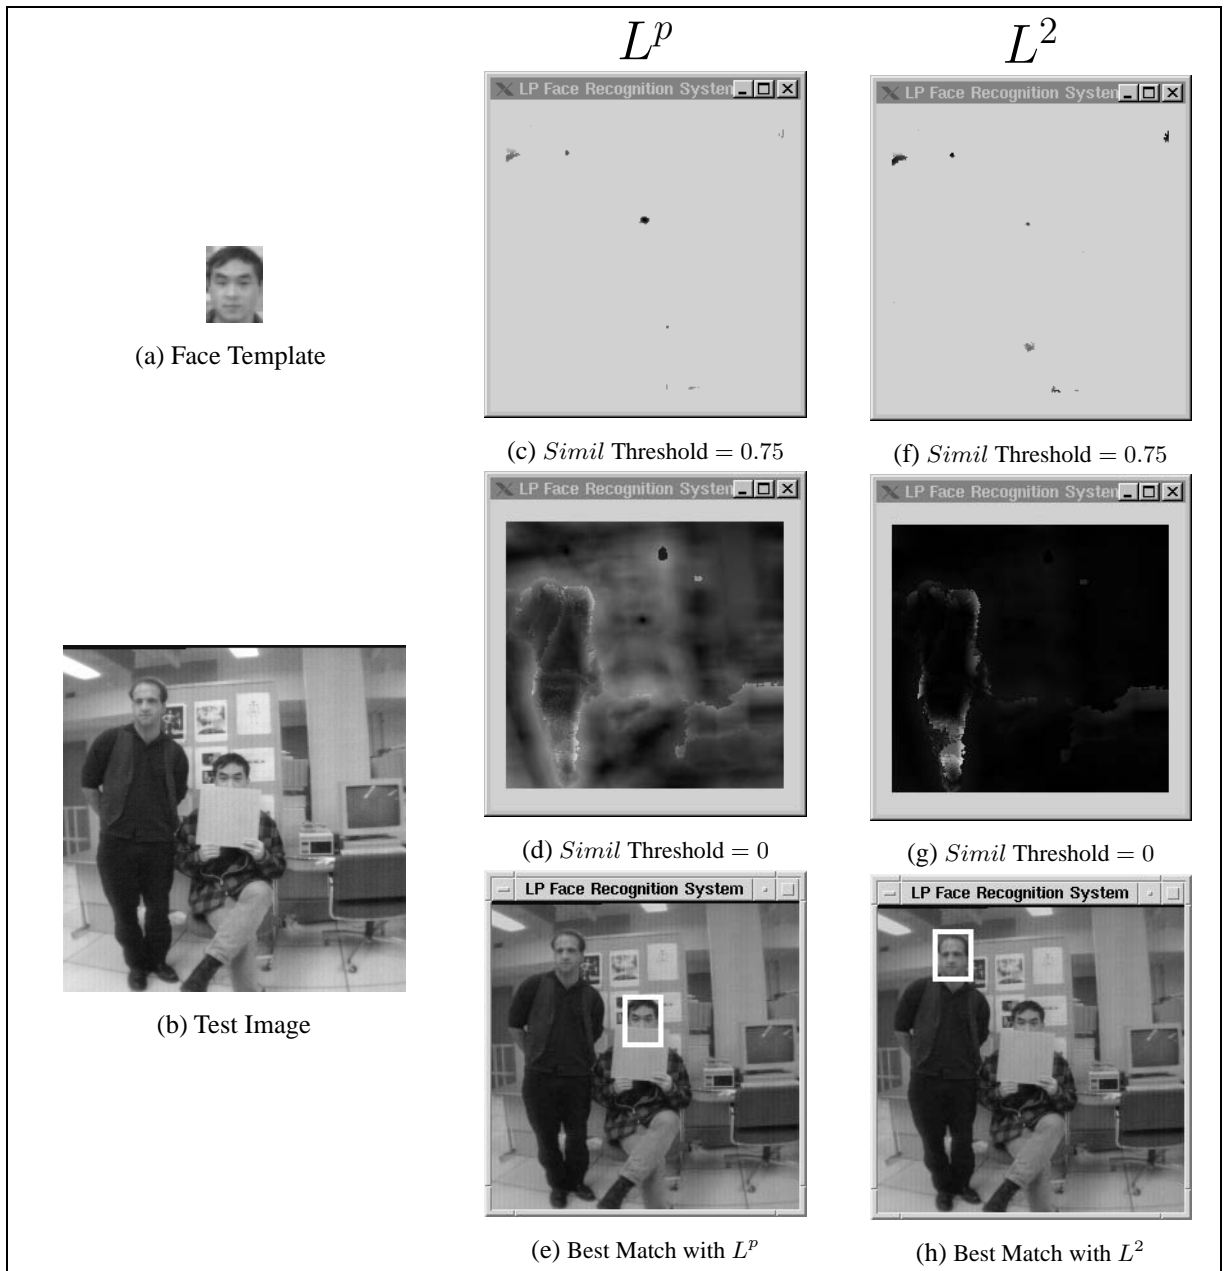 L^p
L^2
LP Face Recognition System
LP Face Recognition System
(a) Face Template
(c) Simil Threshold = 0.75
(f) Simil Threshold = 0.75
LP Face Recognition System
LP Face Recognition System
(d) Simil Threshold = 0
(g) Simil Threshold = 0
LP Face Recognition System
LP Face Recognition System
(b) Test Image
(e) Best Match with L^p
(h) Best Match with L^2